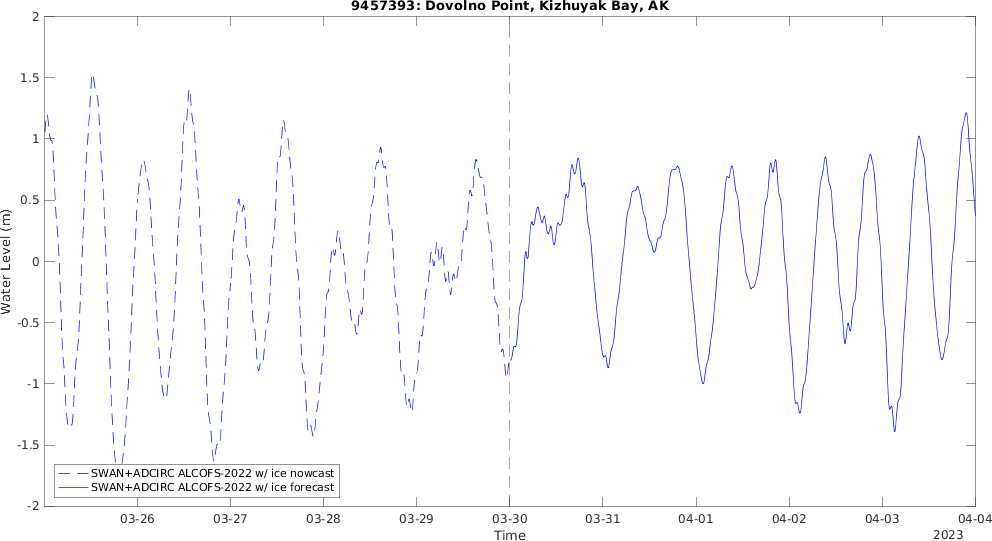 9457393: Dovolno Point, Kizhuyak Bay, AK
2
1.5
1
0.5
0
-0.5
-1
-1.5
-2
Water Level (m)
SWAN+ADCIRC ALCOFS-2022 w/ ice nowcast
SWAN+ADCIRC ALCOFS-2022 w/ ice forecast
03-26 03-27 03-28 03-29 03-30 03-31 04-01 04-02 04-03 04-04
Time
2023